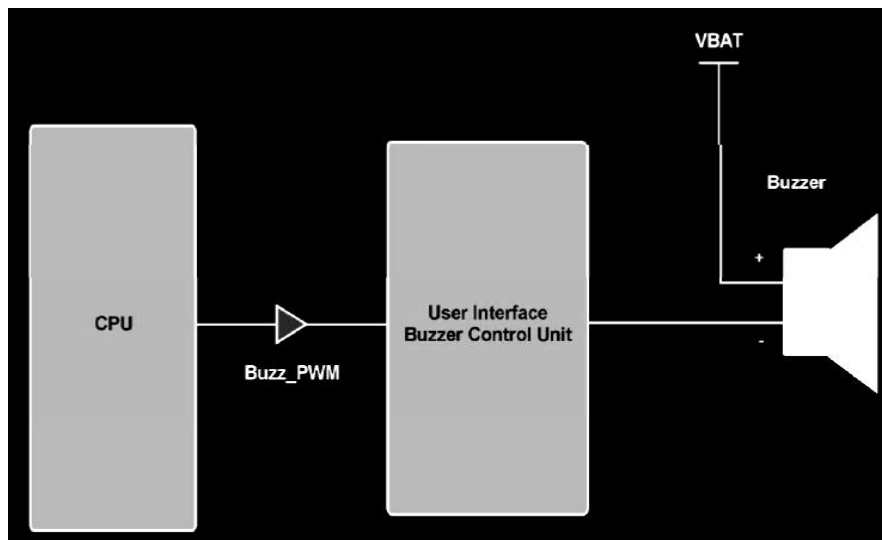 VBAT
Buzzer
+
CPU
User Interface
Buzzer Control Unit
-
Buzz_PWM